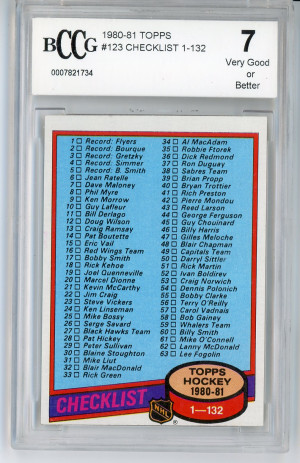 BCCG
1980-81 TOPPS
#123 CHECKLIST 1-132
0007821734
7
Very Good
or
Better
1 Record: Flyers
2 Record: Bourque
3 Record: Gretzky
4 Record: Simmer
5 Record: B. Smith
6 Jean Ratelle
7 Dave Maloney
8 Phil Myre
9 Ken Morrow
10 Guy Lafleur
11 Bill Derlago
12 Doug Wilson
13 Craig Ramsay
14 Pat Boutette
15 Eric Vail
16 Red Wings Team
17 Bobby Smith
18 Rick Kehoe
19 Joel Quenneville
20 Marcel Dionne
21 Kevin McCarthy
22 Jim Craig
23 Steve Vickers
24 Ken Linseman
25 Mike Bossy
26 Serge Savard
27 Black Hawks Team
28 Pat Hickey
29 Peter Sullivan
30 Blaine Stoughton
31 Mike Liut
32 Blair MacDonald
33 Rick Green
34 Al MacAdam
35 Robbie Ftorek
36 Dick Redmond
37 Ron Duguay
38 Sabres Team
39 Brian Propp
40 Bryan Trottier
41 Rich Preston
42 Pierre Mondou
43 Reed Larson
44 George Ferguson
45 Guy Chouinard
46 Billy Harris
47 Gilles Meloche
48 Blair Chapman
49 Capitals Team
50 Darryl Sittler
51 Rick Martin
52 Ivan Boldirev
53 Craig Norwich
54 Dennis Polonich
55 Bobby Clarke
56 Terry O'Reilly
57 Carol Vadnais
58 Bob Gainey
59 Whalers Team
60 Billy Smith
61 Mike O'Connell
62 Lanny McDonald
63 Lee Fogolin
TOPPS
HOCKEY
1980-81
1—132
CHECKLIST
NHL